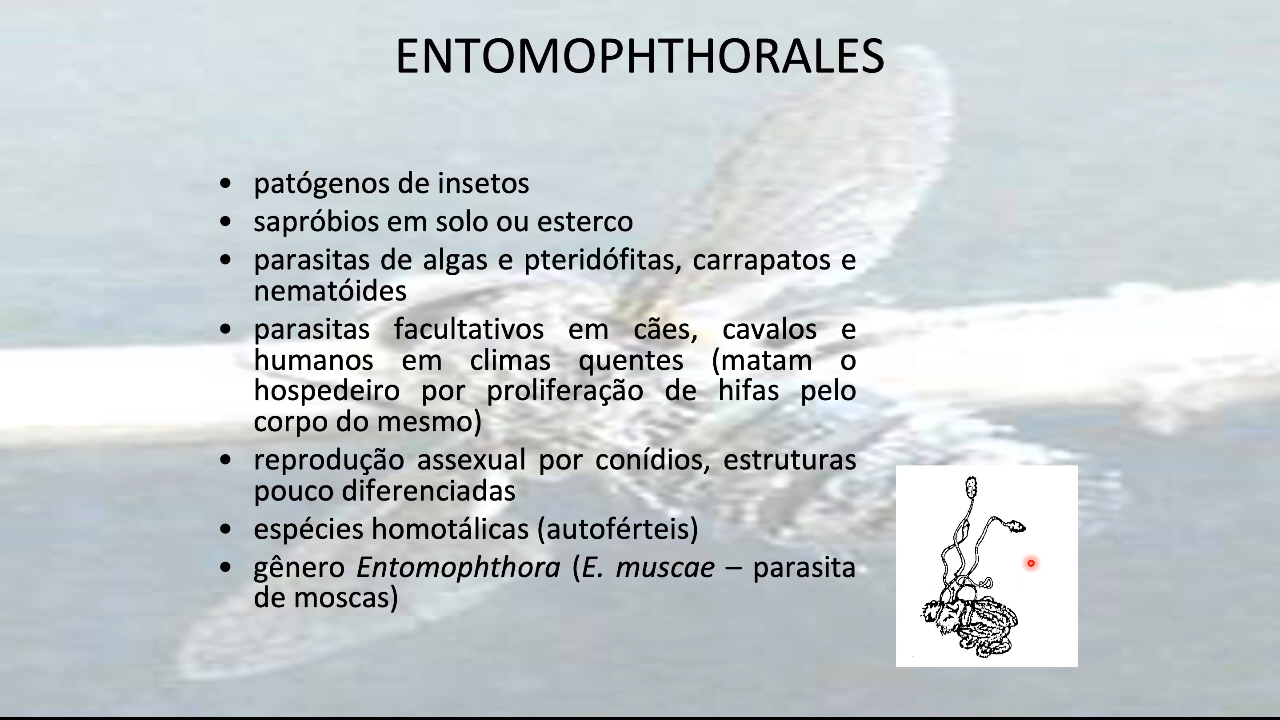 ENTOMOPHTHORALES
• patógenos de insetos
• sapróbios em solo ou esterco
• parasitas de algas e pteridófitas, carrapatos e
nematóides
• parasitas facultativos em cães, cavalos e
humanos em climas quentes (matam o
hospedeiro por proliferação de hifas pelo
corpo do mesmo)
• reprodução assexual por conídios, estruturas
pouco diferenciadas
• espécies homotálicas (autoférteis)
• gênero Entomophthora (E. muscae – parasita
de moscas)